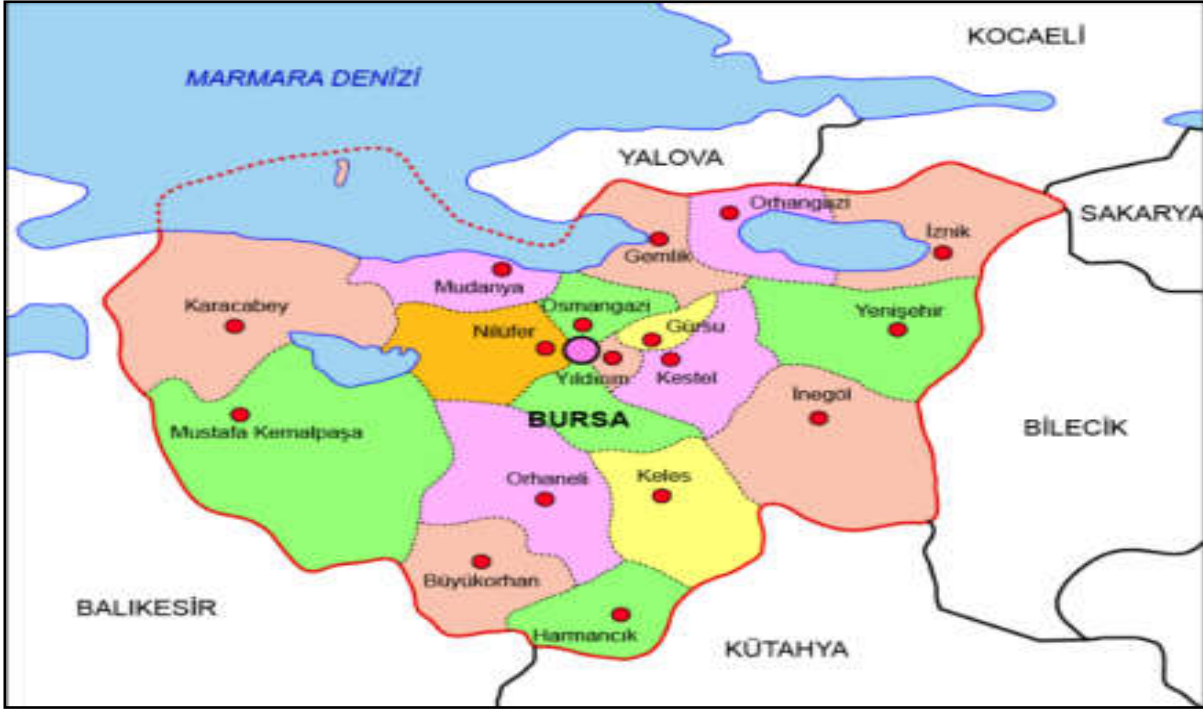 KOCAELİ
MARMARA DENİZİ
YALOVA
Orhangazi
SAKARYA
İznik
Gemlik
Mudanya
Karacabey
Osmangazi
Yenişehir
Nilüfer
Gürsu
Yıldırım
Kestel
İnegöl
BURSA
BİLECİK
Mustafa Kemalpaşa
Orhaneli
Keles
Büyükorhan
BALIKESİR
Harmancık
KÜTAHYA